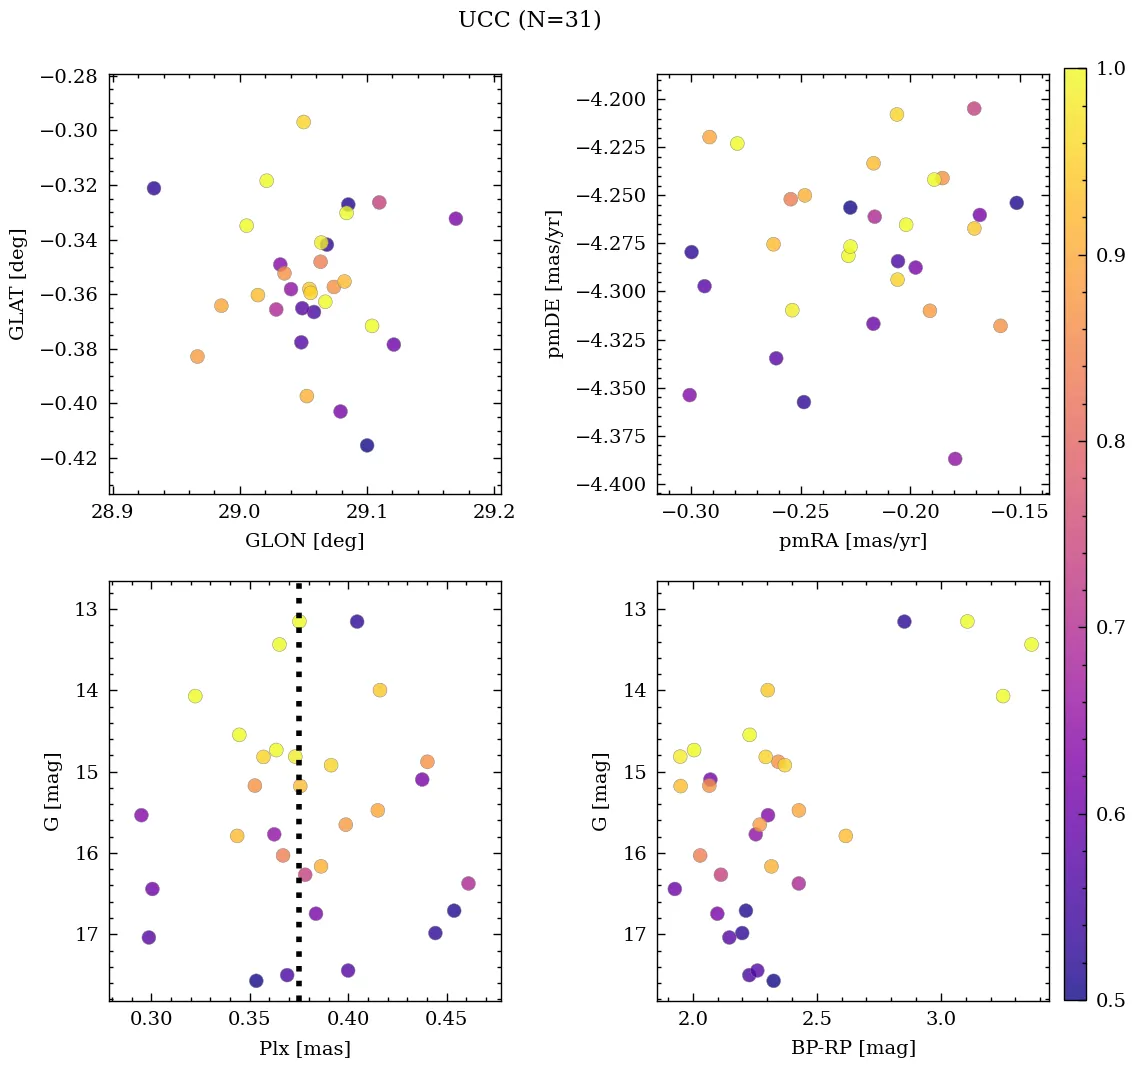 UCC (N=31)
−0.28
−0.30
−0.32
−0.34
−0.36
−0.38
−0.40
−0.42
GLAT [deg]
28.9 29.0 29.1 29.2
GLON [deg]
−4.200
−4.225
−4.250
−4.275
−4.300
−4.325
−4.350
−4.375
−4.400
pmDE [mas/yr]
−0.30 −0.25 −0.20 −0.15
pmRA [mas/yr]
13
14
15
16
17
G [mag]
0.30 0.35 0.40 0.45
Plx [mas]
13
14
15
16
17
G [mag]
2.0 2.5 3.0
BP-RP [mag]
1.0
0.9
0.8
0.7
0.6
0.5